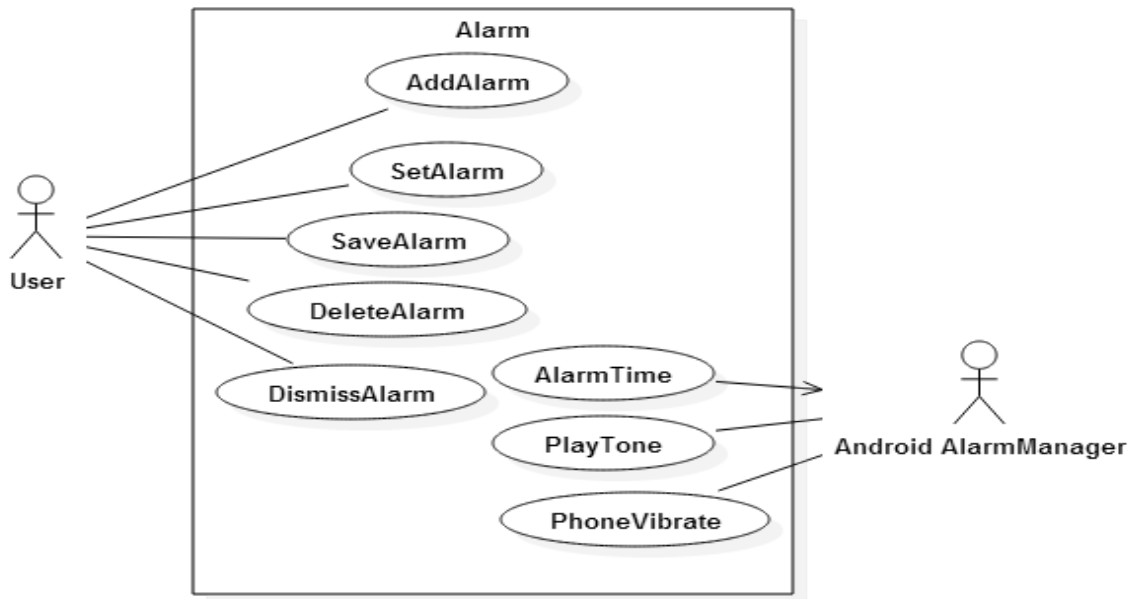 Alarm
AddAlarm
SetAlarm
SaveAlarm
DeleteAlarm
DismissAlarm
User
AlarmTime
PlayTone
PhoneVibrate
Android AlarmManager